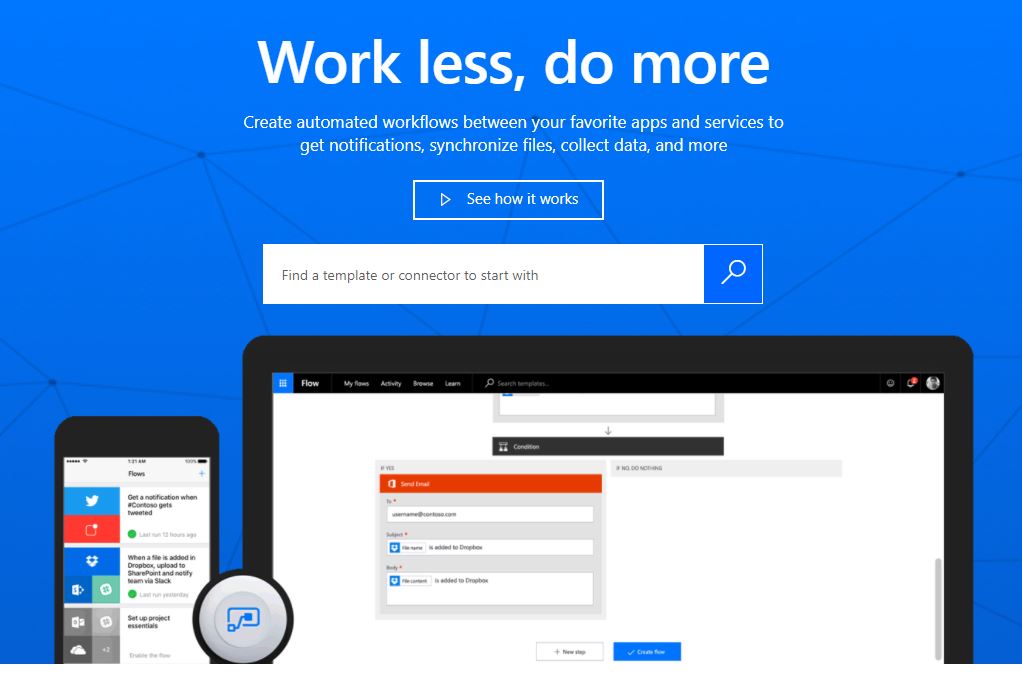 Work less, do more
Create automated workflows between your favorite apps and services to
get notifications, synchronize files, collect data, and more
See how it works
Find a template or connector to start with
Flow My flows Activity Browse Learn Search templates...
Condition
IF YES
IF NO, DO NOTHING
Send Email
To *
username@contoso.com
Subject *
File name is added to Dropbox
Body *
File content is added to Dropbox
+ New step
Create flow
1:21 AM 100%
Flows +
Get a notification when
#Contoso gets
tweeted
Last run 12 hours ago
When a file is added in
Dropbox, upload to
SharePoint and notify
team via Slack
Last run yesterday
Set up project
essentials
+2
Enable the flow